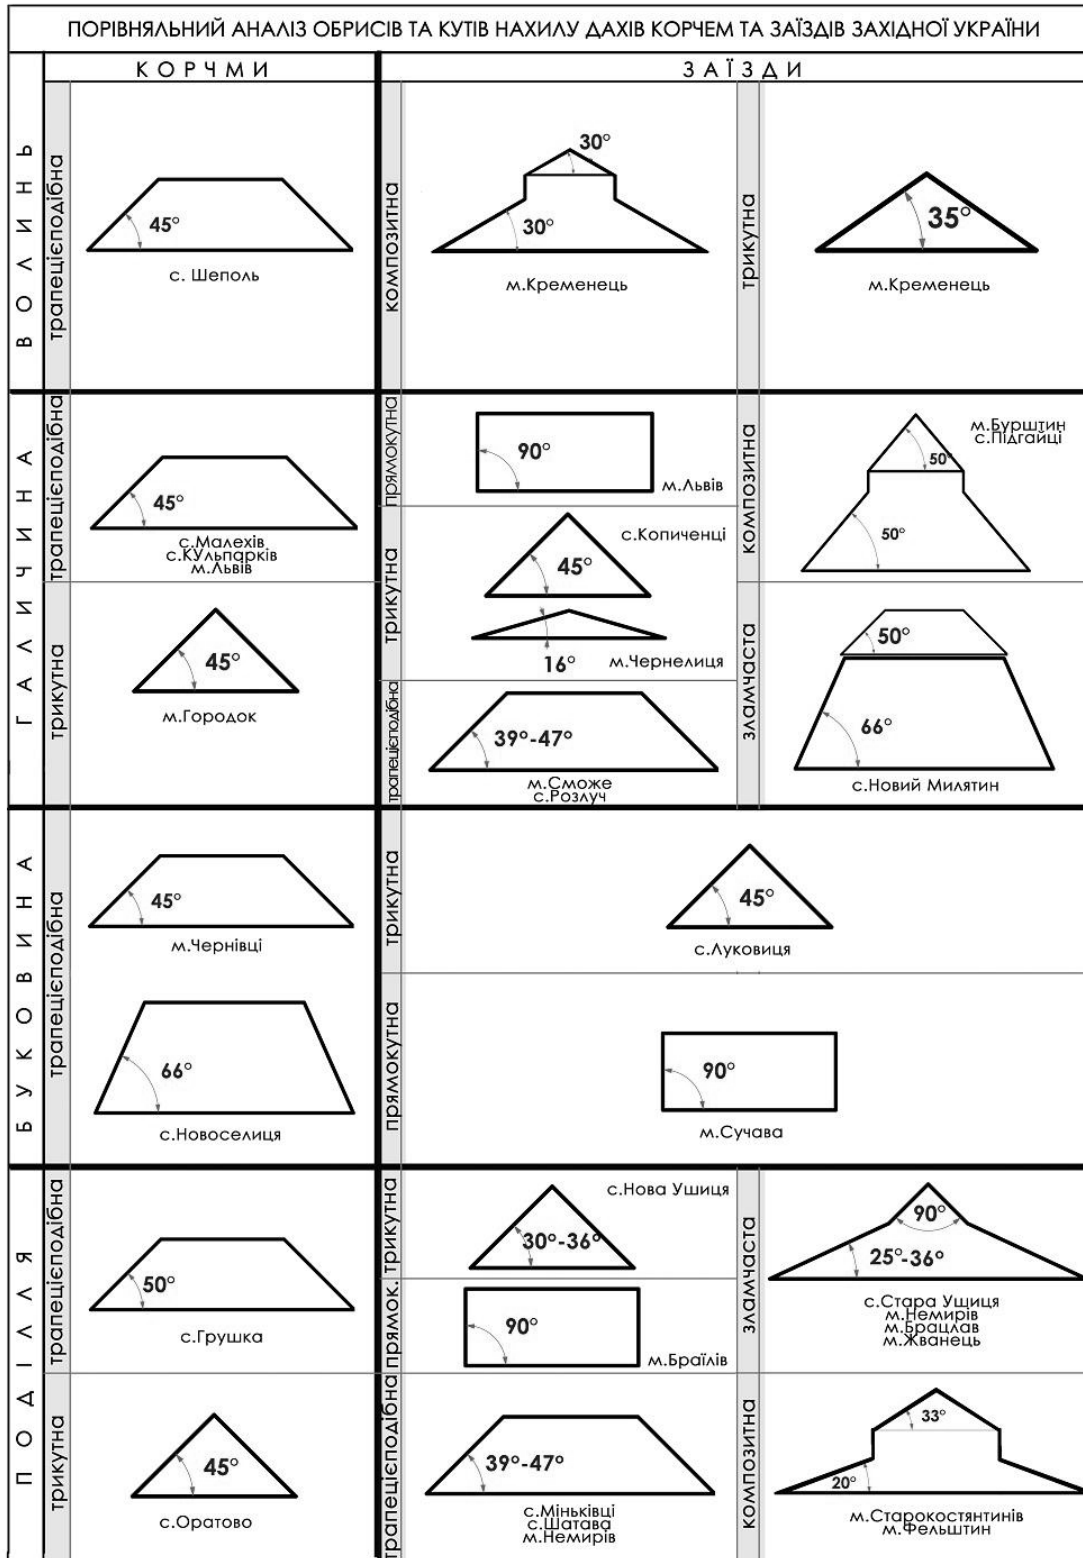 ПОРІВНЯЛЬНИЙ АНАЛІЗ ОБРИСІВ ТА КУТІВ НАХИЛУ ДАХІВ КОРЧЕМ ТА ЗАЇЗДІВ ЗАХІДНОЇ УКРАЇНИ
КОРЧМИ
ЗАЇЗДИ
ВОЛИНЬ
трапецієподібна
45°
с. Шеполь
композитна
30°
30°
м.Кременець
трикутна
35°
м.Кременець
ГАЛИЧИНА
трапецієподібна
45°
с.Малехів
с.КУльпарків
м.Львів
трикутна
45°
м.Городок
прямокутна
90°
м.Львів
трикутна
с.Копиченці
45°
16°
м.Чернелиця
трапецієподібна
39°-47°
м.Сможе
с.Розлуч
композитна
м.Бурштин
с.Підгайці
50°
50°
зламчаста
50°
66°
с.Новий Милятин
БУКОВИНА
трапецієподібна
45°
м.Чернівці
трапецієподібна
66°
с.Новоселиця
трикутна
45°
с.Луковиця
прямокутна
90°
м.Сучава
ПОДІЛЛЯ
трапецієподібна
50°
с.Грушка
трикутна
45°
с.Оратово
трикутна
с.Нова Ушиця
30°-36°
прямок.
90°
м.Браїлів
трапецієподібна
39°-47°
с.Міньківці
с.Шатава
м.Немирів
зламчаста
90°
25°-36°
с.Стара Ушиця
м.Немирів
м.Брацлав
м.Жванець
композитна
33°
20°
м.Старокостянтинів
м.Фельштин